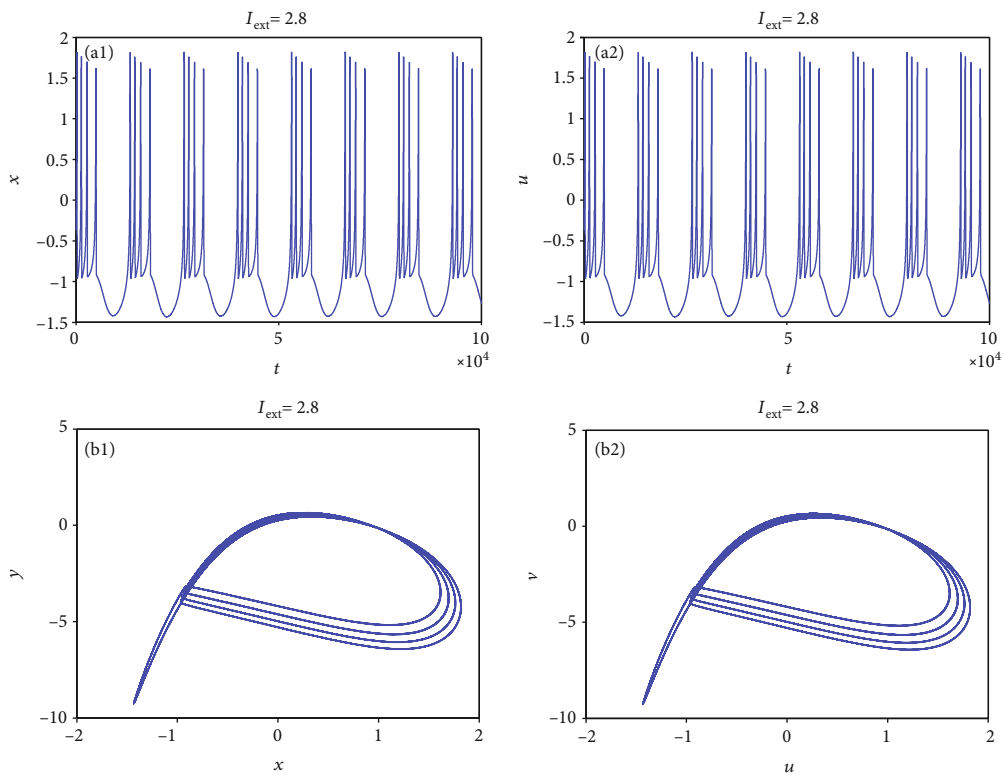 I_ext = 2.8
(a1)
2
1.5
1
0.5
0
–0.5
–1
–1.5
x
0
5
10
×10^4
t
I_ext = 2.8
(a2)
2
1.5
1
0.5
0
–0.5
–1
–1.5
u
0
5
10
×10^4
t
I_ext = 2.8
(b1)
5
0
–5
–10
y
–2
–1
0
1
2
x
I_ext = 2.8
(b2)
5
0
–5
–10
v
–2
–1
0
1
2
u